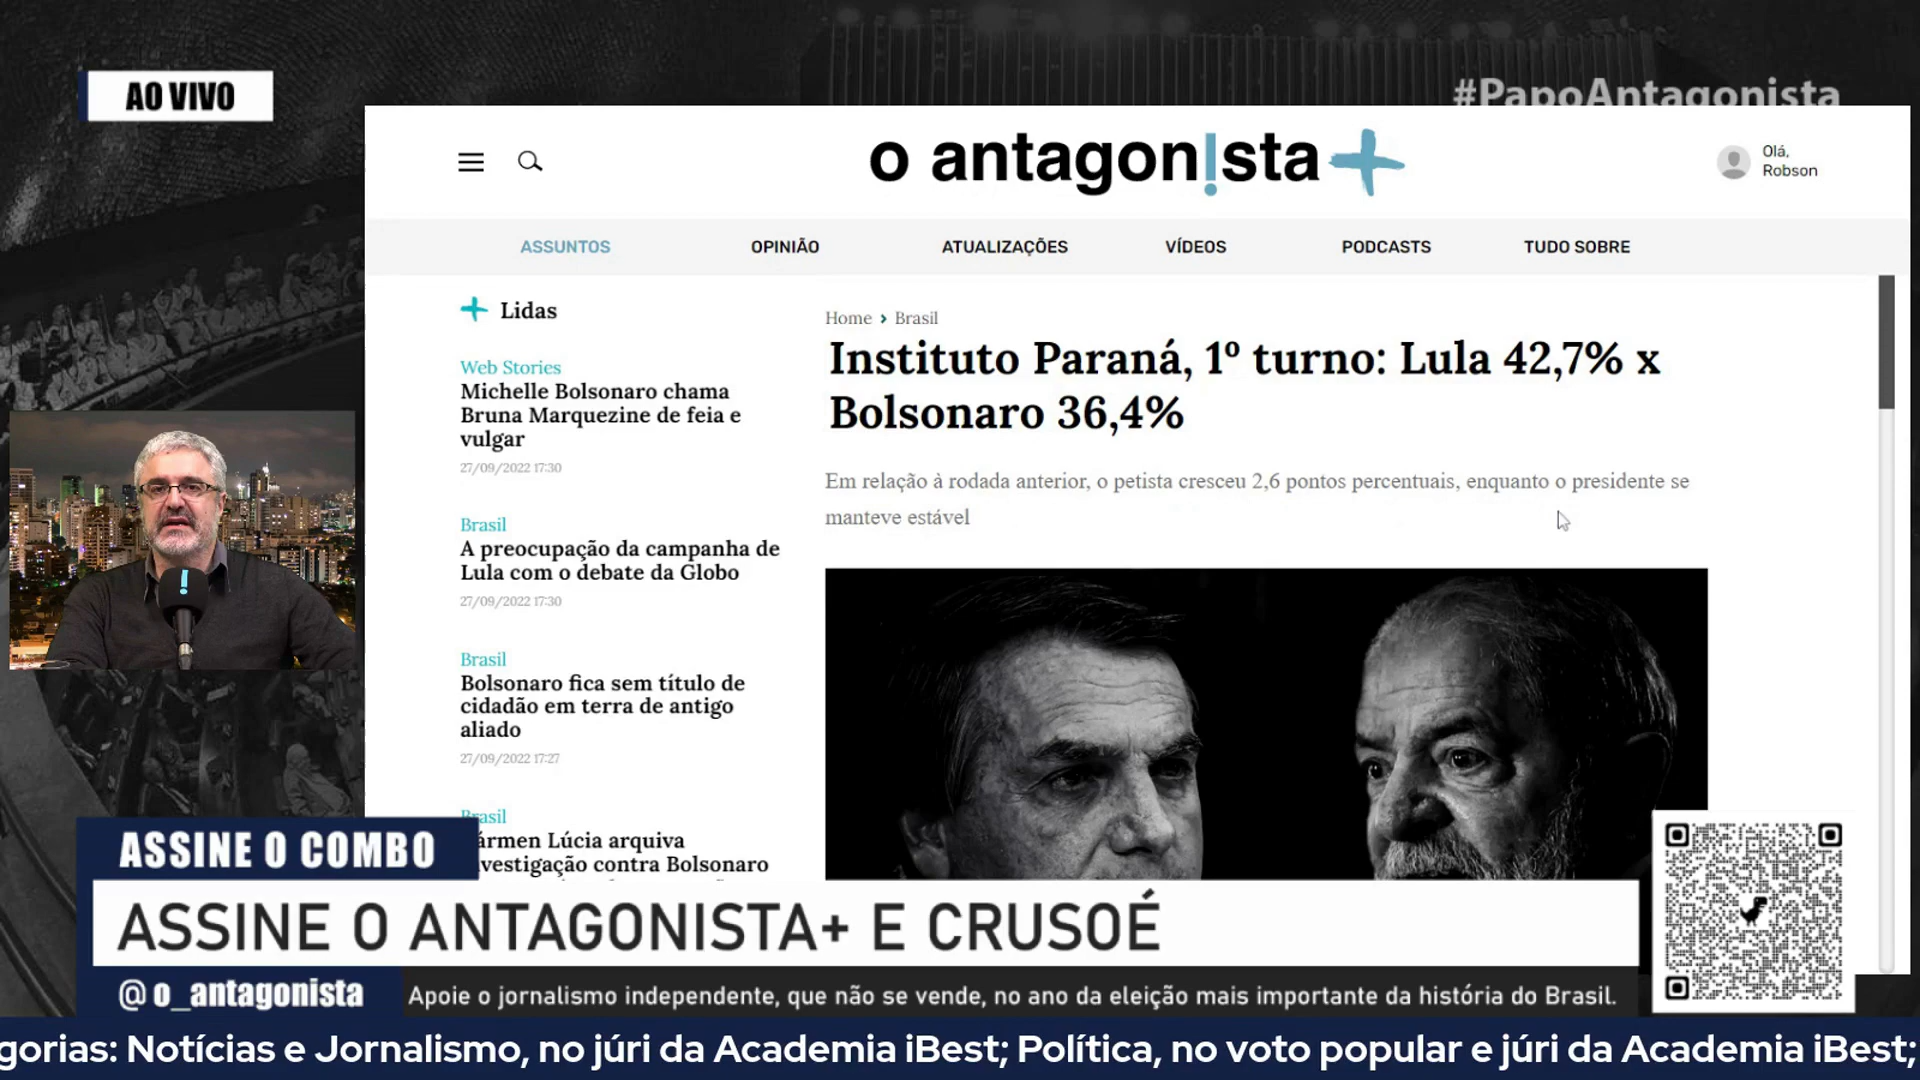 AO VIVO
#PapoAntagonista
o antagon!sta+
Olá,
Robson
ASSUNTOS
OPINIÃO
ATUALIZAÇÕES
VÍDEOS
PODCASTS
TUDO SOBRE
Lidas
Web Stories
Michelle Bolsonaro chama
Bruna Marquezine de feia e
vulgar
27/09/2022 17:30
Brasil
A preocupação da campanha de
Lula com o debate da Globo
27/09/2022 17:30
Brasil
Bolsonaro fica sem título de
cidadão em terra de antigo
aliado
27/09/2022 17:27
Brasil
ármen Lúcia arquiva
nvestigação contra Bolsonaro
Home › Brasil
Instituto Paraná, 1º turno: Lula 42,7% x
Bolsonaro 36,4%
Em relação à rodada anterior, o petista cresceu 2,6 pontos percentuais, enquanto o presidente se
manteve estável
ASSINE O COMBO
ASSINE O ANTAGONISTA+ E CRUSOÉ
@o_antagonista
Apoie o jornalismo independente, que não se vende, no ano da eleição mais importante da história do Brasil.
gorias: Notícias e Jornalismo, no júri da Academia iBest; Política, no voto popular e júri da Academia iBest;